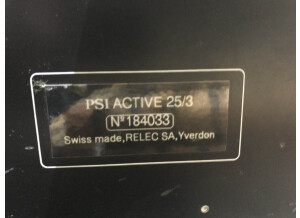 PSI ACTIVE 25/3
Nº184033
Swiss made,RELEC SA,Yverdon